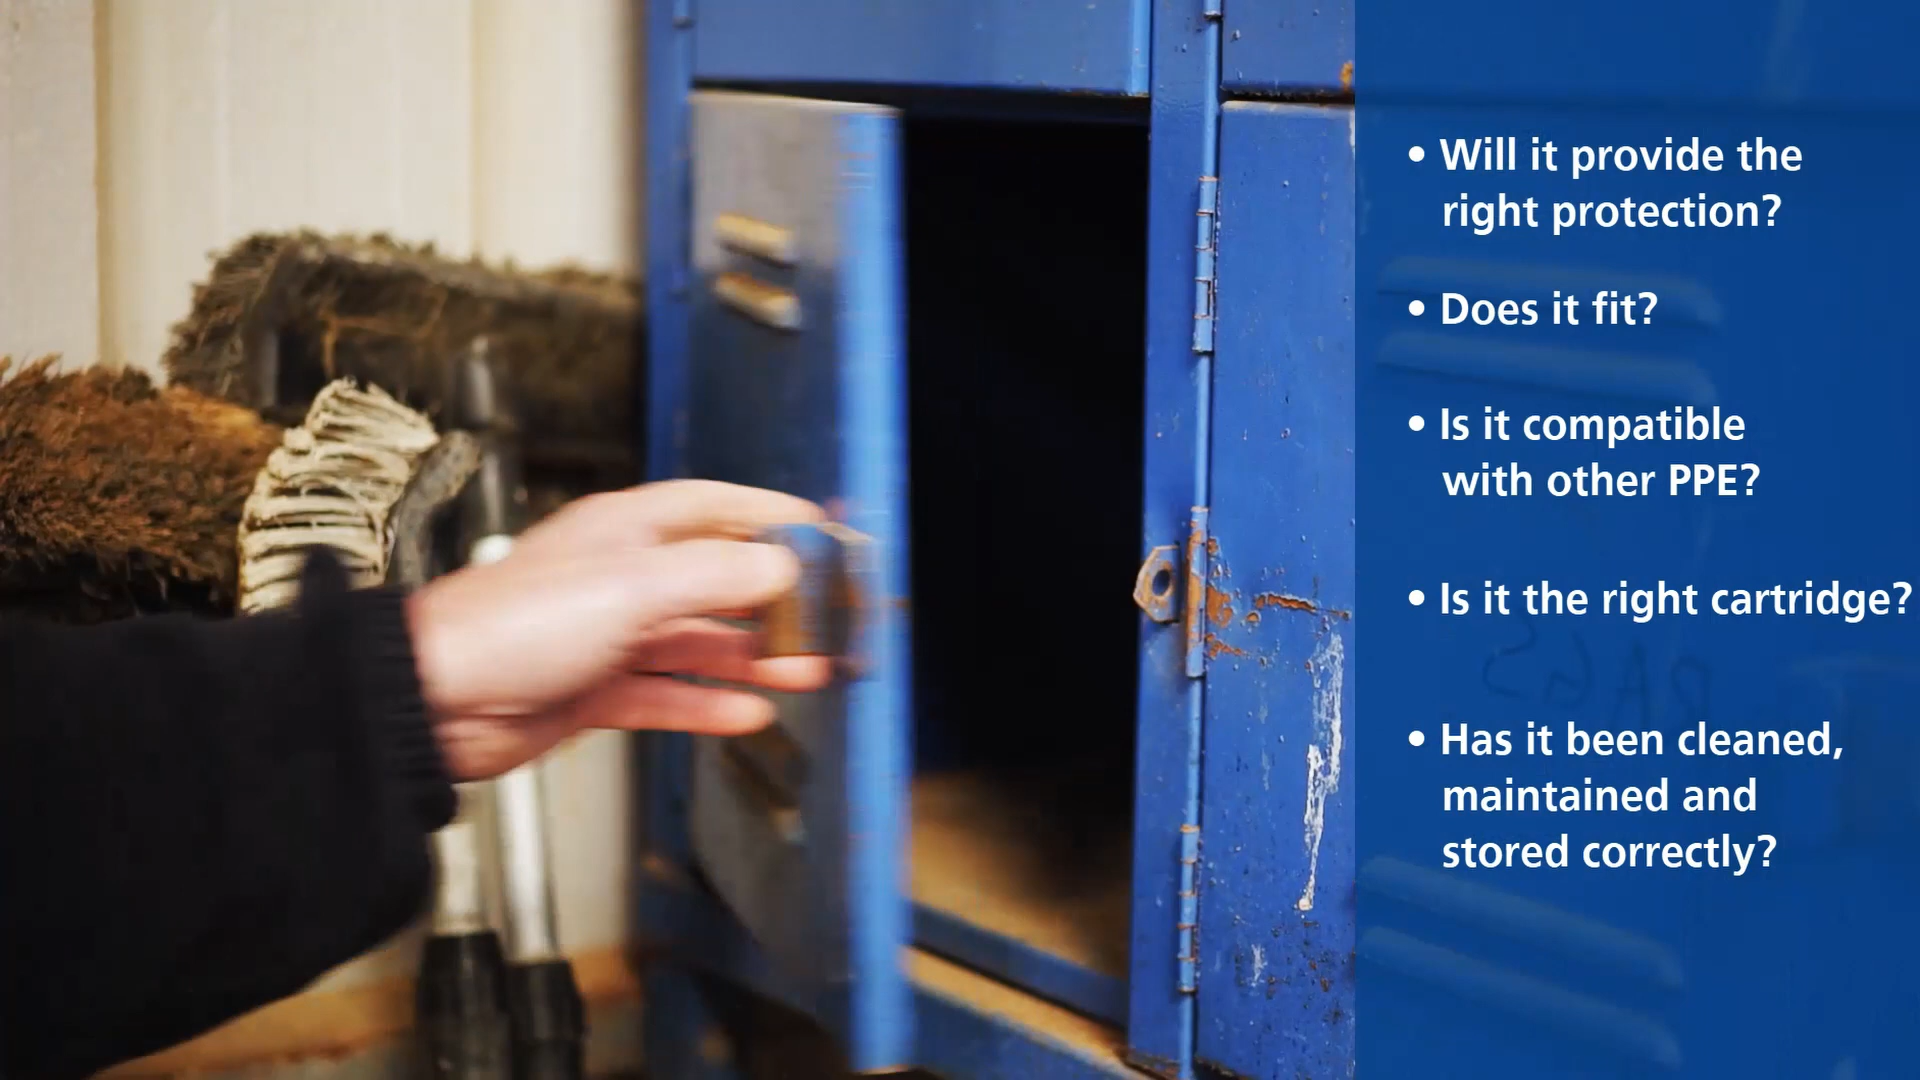 • Will it provide the
right protection?
• Does it fit?
• Is it compatible
with other PPE?
• Is it the right cartridge?
• Has it been cleaned,
maintained and
stored correctly?
RAGS